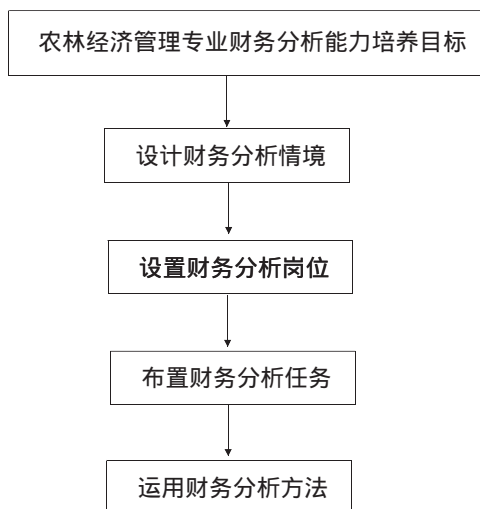 农林经济管理专业财务分析能力培养目标
设计财务分析情境
设置财务分析岗位
布置财务分析任务
运用财务分析方法